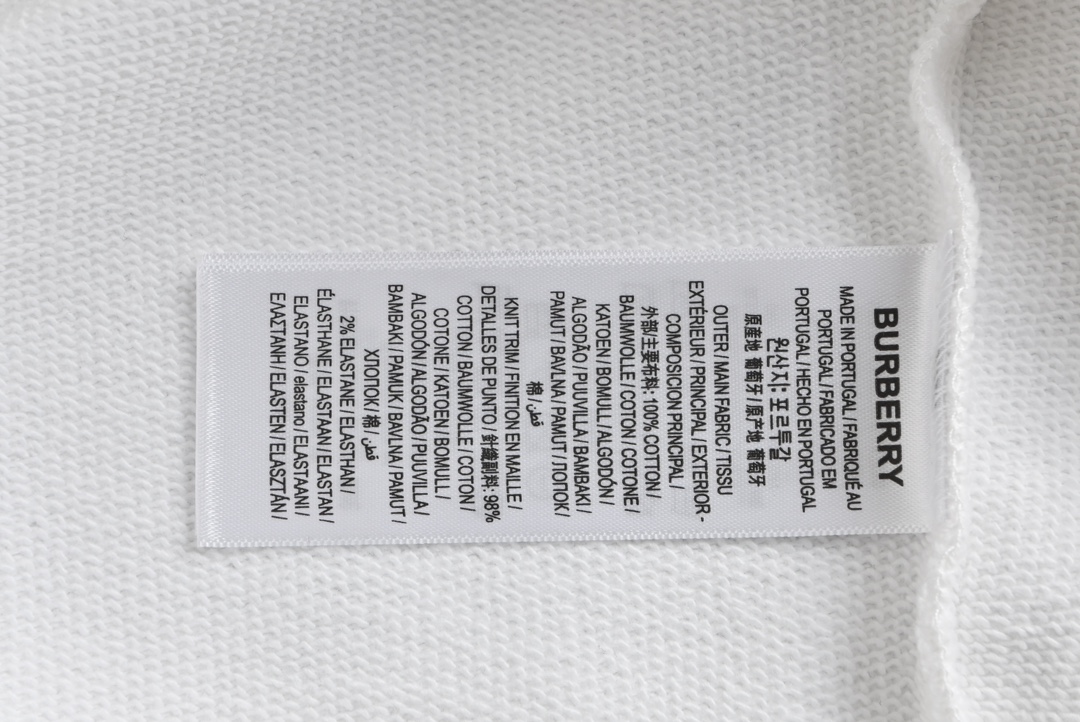 BURBERRY
MADE IN PORTUGAL / FABRIQUÉ AU
PORTUGAL / FABRICADO EM
PORTUGAL / HECHO EN PORTUGAL
원산지: 포르투갈
原産地 葡萄牙 / 原产地 葡萄牙
OUTER / MAIN FABRIC / TISSU
EXTÉRIEUR / PRINCIPAL / EXTERIOR -
COMPOSICION PRINCIPAL /
外部/主要布料: 100% COTTON /
BAUMWOLLE / COTON / COTONE /
KATOEN / BOMULL / ALGODÓN /
ALGODÃO / PUUVILLA / BAMBAKI /
PAMUT / BAVLNA / PAMUT / ЛОПОК /
棉 / قطن
KNIT TRIM / FINITION EN MAILLE /
DETALLES DE PUNTO / 針織副料: 98%
COTTON / BAUMWOLLE / COTON /
COTONE / KATOEN / BOMULL /
ALGODÓN / ALGODÃO / PUUVILLA /
BAMBAKI / PAMUK / BAVLNA / PAMUT /
ХЛОПОК / 棉 / قطن
2% ELASTANE / ELASTHAN /
ÉLASTHANE / ELASTAAN / ELASTAN /
ELASTANO / elastano / ELASTAANI /
ΕΛΑΣΤΑΝΗ / ELASTEN / ELASZTÁN /